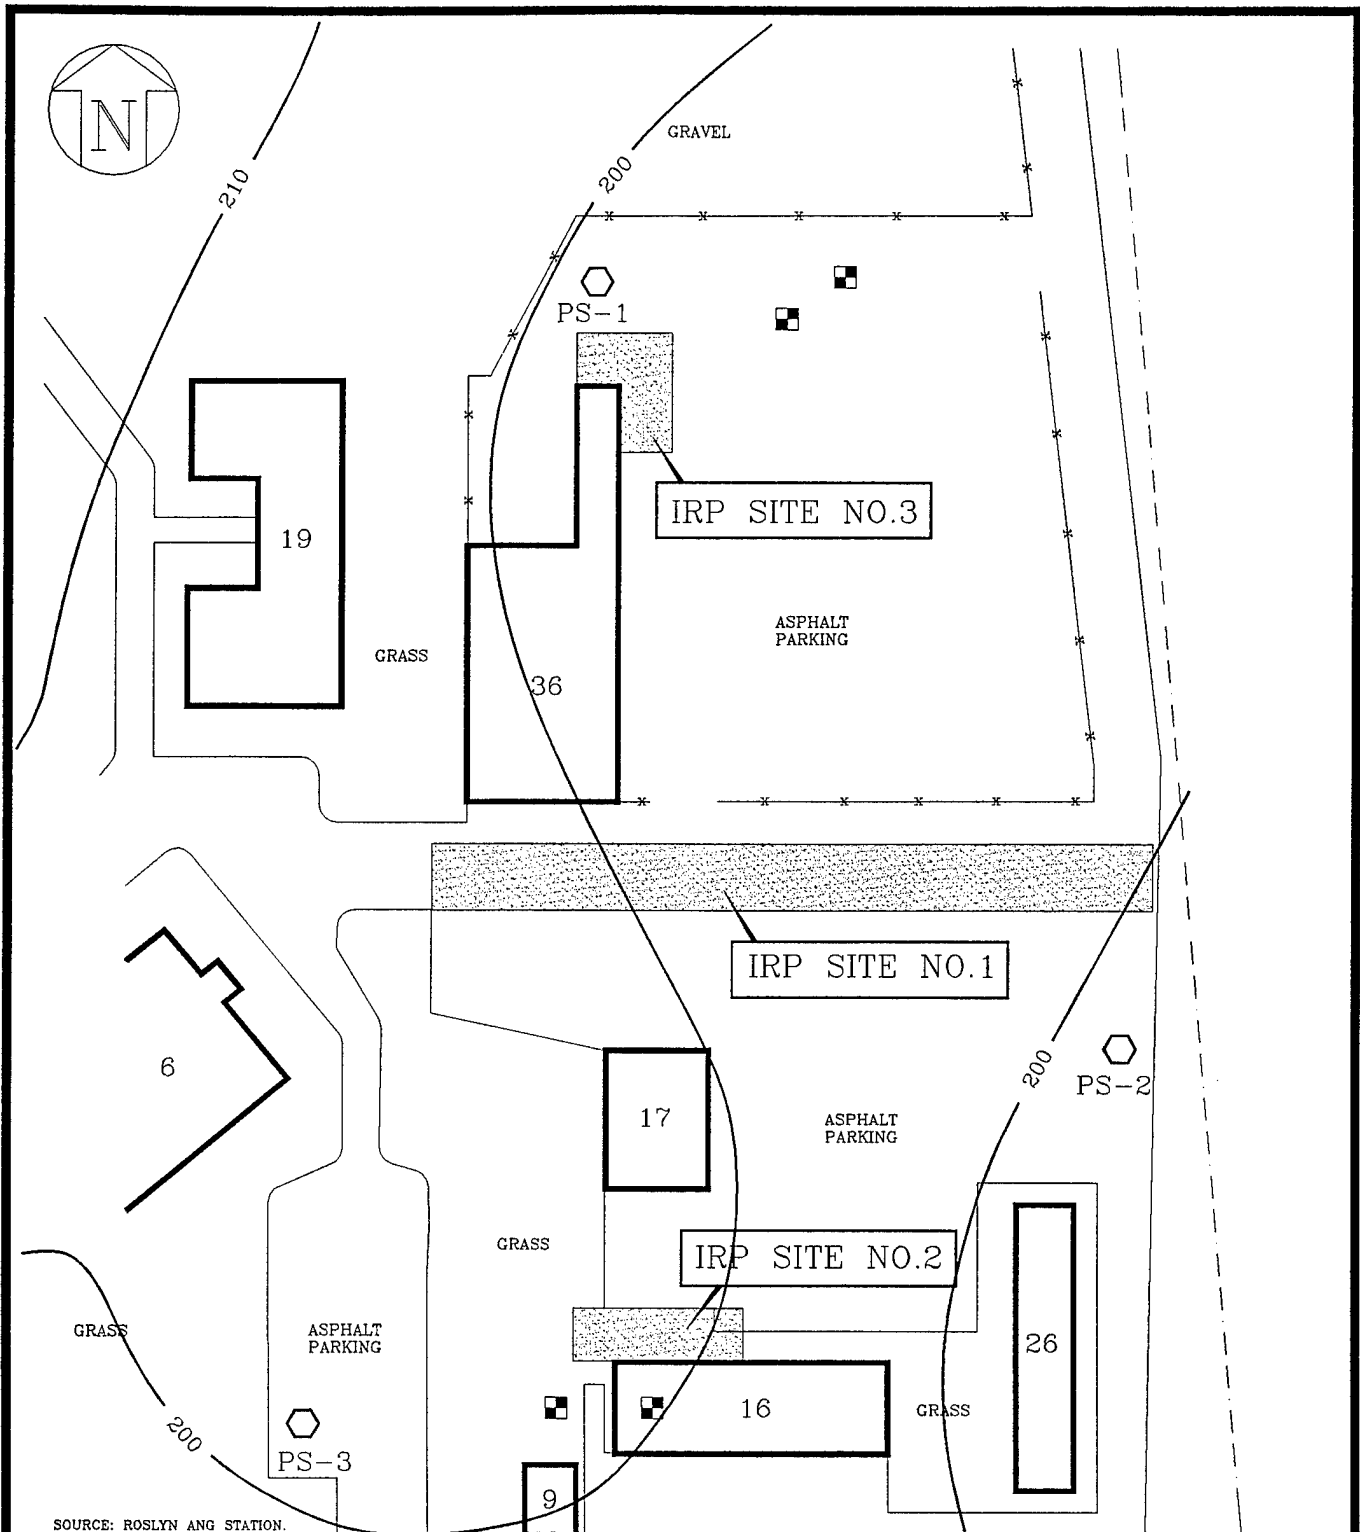 N
210
200
GRAVEL
PS-1
IRP SITE NO.3
19
ASPHALT
PARKING
GRASS
36
IRP SITE NO.1
6
200
PS-2
17
ASPHALT
PARKING
GRASS
IRP SITE NO.2
GRASS
ASPHALT
PARKING
26
16
GRASS
200
PS-3
9
SOURCE: ROSLYN ANG STATION.